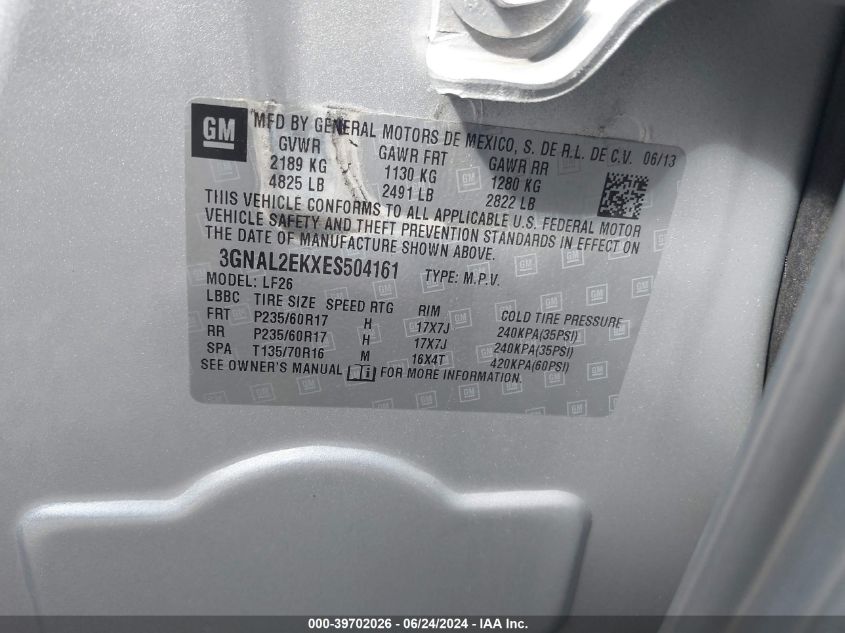 GM MFD BY GENERAL MOTORS DE MEXICO, S. DE R.L. DE C.V. 06/13
GVWR GAWR FRT GAWR RR
2189 KG 1130 KG 1280 KG
4825 LB 2491 LB 2822 LB
THIS VEHICLE CONFORMS TO ALL APPLICABLE U.S. FEDERAL MOTOR
VEHICLE SAFETY AND THEFT PREVENTION STANDARDS IN EFFECT ON
THE DATE OF MANUFACTURE SHOWN ABOVE.
3GNAL2EKXES504161 TYPE: M.P.V.
MODEL: LF26
LBBC TIRE SIZE SPEED RTG RIM COLD TIRE PRESSURE
FRT P235/60R17 H 17X7J 240KPA(35PSI)
RR P235/60R17 H 17X7J 240KPA(35PSI)
SPA T135/70R16 M 16X4T 420KPA(60PSI)
SEE OWNER'S MANUAL i FOR MORE INFORMATION.
000-39702026 - 06/24/2024 - IAA Inc.